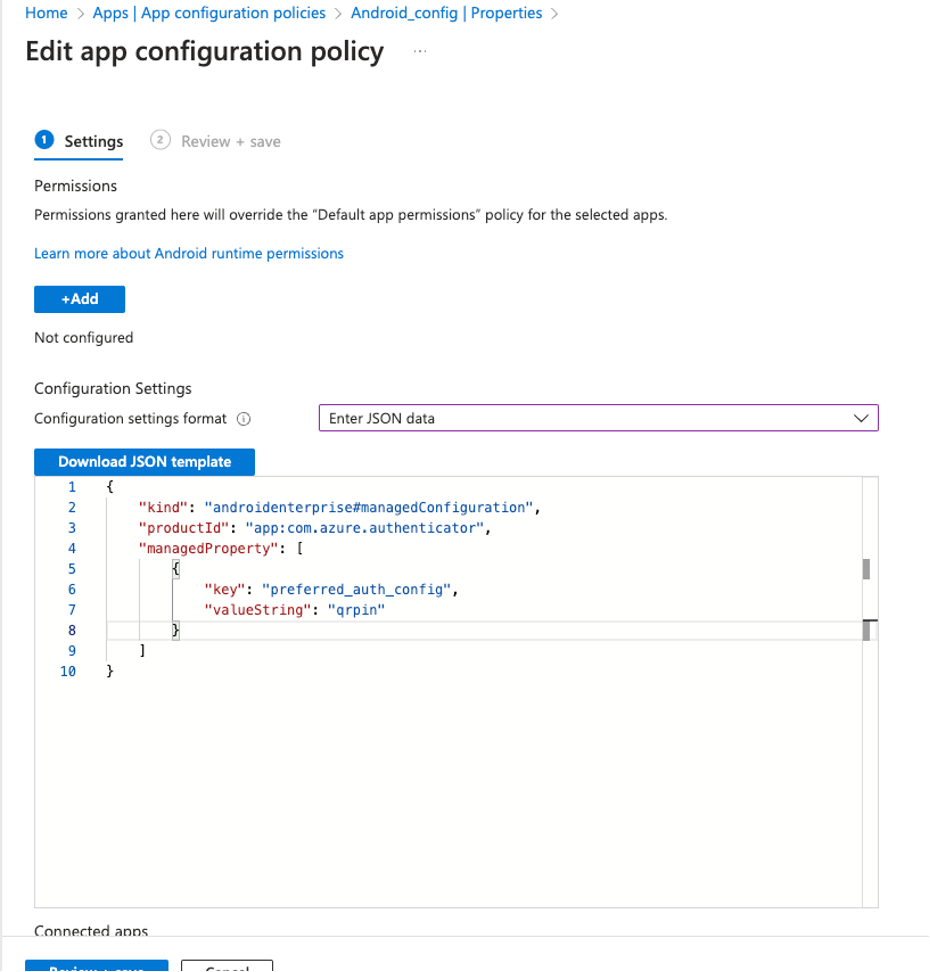 Home > Apps | App configuration policies > Android_config | Properties >
Edit app configuration policy ...
1 Settings 2 Review + save
Permissions
Permissions granted here will override the "Default app permissions" policy for the selected apps.
Learn more about Android runtime permissions
+Add
Not configured
Configuration Settings
Configuration settings format Enter JSON data
Download JSON template
1 {
2 "kind": "androidenterprise#managedConfiguration",
3 "productId": "app:com.azure.authenticator",
4 "managedProperty": [
5 {
6 "key": "preferred_auth_config",
7 "valueString": "qrpin"
8 }
9 ]
10 }
Connected apps
Review + save Cancel